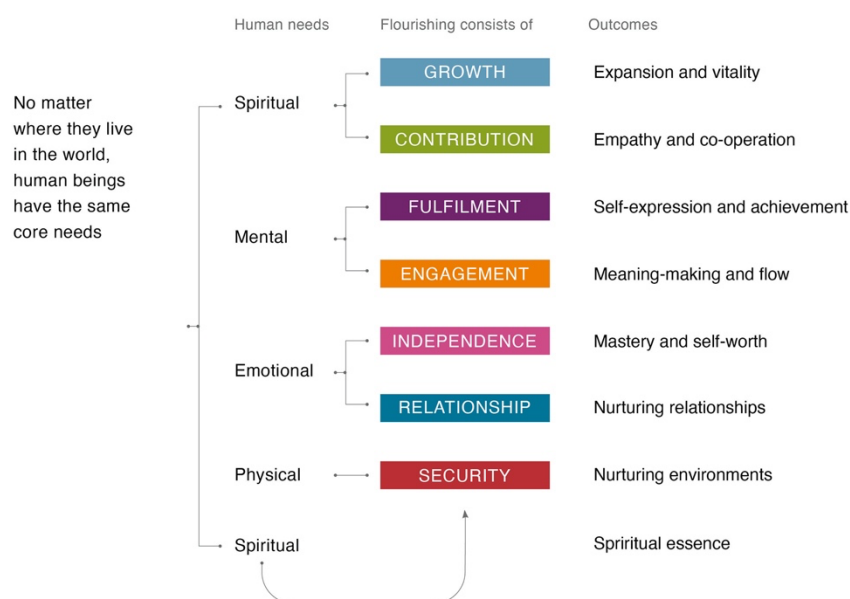 Human needs Flourishing consists of Outcomes
No matter
where they live
in the world,
human beings
have the same
core needs
Spiritual
GROWTH Expansion and vitality
CONTRIBUTION Empathy and co-operation
Mental
FULFILMENT Self-expression and achievement
ENGAGEMENT Meaning-making and flow
Emotional
INDEPENDENCE Mastery and self-worth
RELATIONSHIP Nurturing relationships
Physical SECURITY Nurturing environments
Spiritual Spriritual essence